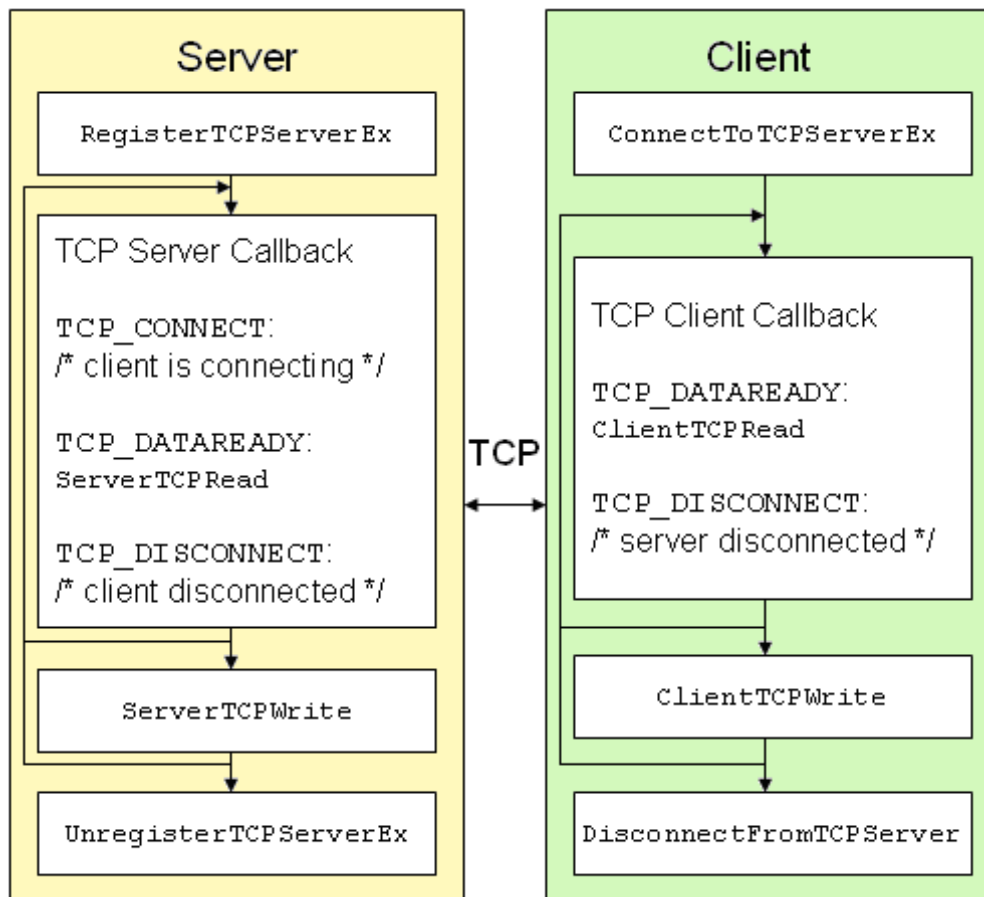 Server
RegisterTCPServerEx
TCP Server Callback
TCP_CONNECT:
/* client is connecting */
TCP_DATAREADY:
ServerTCPRead
TCP_DISCONNECT:
/* client disconnected */
ServerTCPWrite
UnregisterTCPServerEx
TCP
Client
ConnectToTCPServerEx
TCP Client Callback
TCP_DATAREADY:
ClientTCPRead
TCP_DISCONNECT:
/* server disconnected */
ClientTCPWrite
DisconnectFromTCPServer